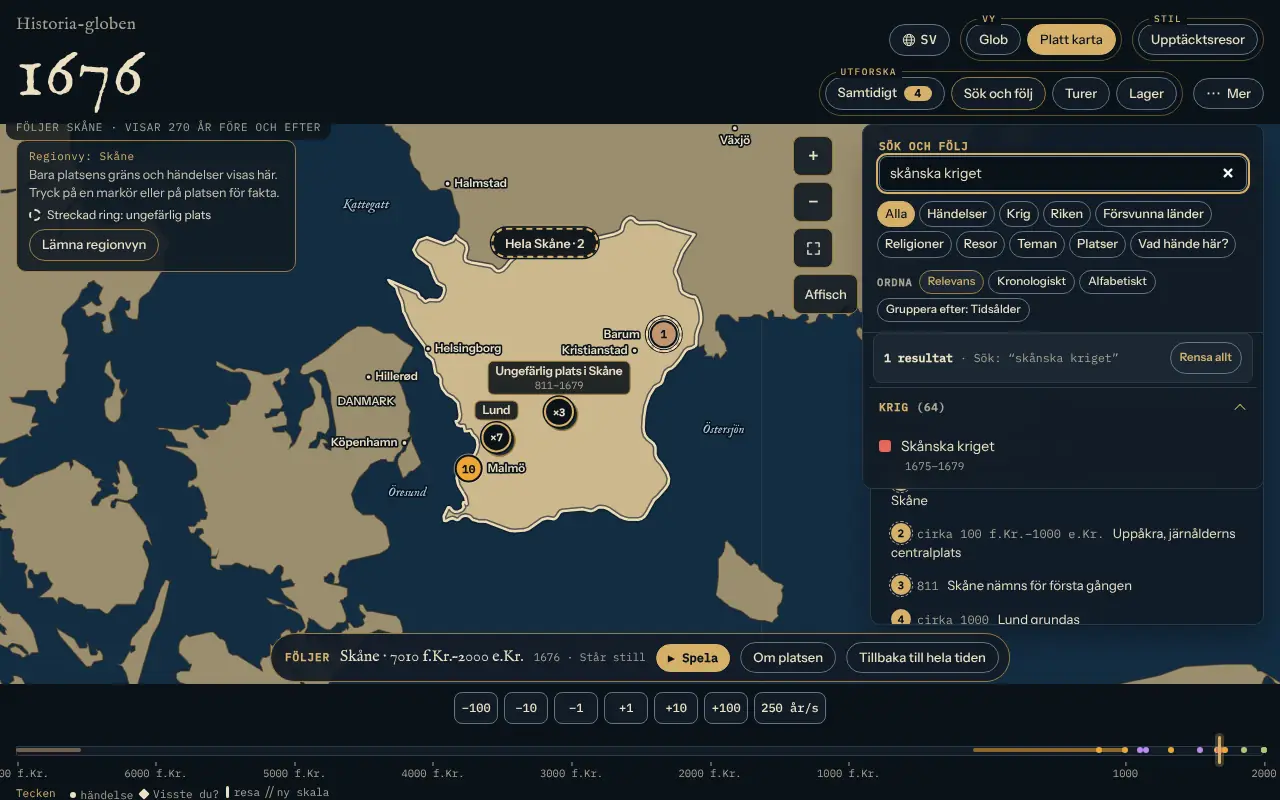 Historia-globen
1676
SV
VY
Glob
Platt karta
STIL
Upptäcktsresor
UTFORSKA
Samtidigt 4
Sök och följ
Turer
Lager
··· Mer
FÖLJER SKÅNE · VISAR 270 ÅR FÖRE OCH EFTER
Regionvy: Skåne
Bara platsens gräns och händelser visas här.
Tryck på en markör eller på platsen för fakta.
Streckad ring: ungefärlig plats
Lämna regionvyn
Växjö
Halmstad
Kattegatt
Hela Skåne · 2
Barum
1
Kristianstad
Helsingborg
Ungefärlig plats i Skåne
811–1679
×3
Hillerød
DANMARK
Lund
×7
Köpenhamn
10
Malmö
Öresund
Östersjön
+
−
Affisch
SÖK OCH FÖLJ
skånska kriget
×
Alla
Händelser
Krig
Riken
Försvunna länder
Religioner
Resor
Teman
Platser
Vad hände här?
ORDNA
Relevans
Kronologiskt
Alfabetiskt
Gruppera efter: Tidsålder
1 resultat · Sök: “skånska kriget”
Rensa allt
KRIG (64)
Skånska kriget
1675–1679
Skåne
2 cirka 100 f.Kr.–1000 e.Kr. Uppåkra, järnålderns
centralplats
3 811 Skåne nämns för första gången
4 cirka 1000 Lund grundas
FÖLJER Skåne · 7010 f.Kr.–2000 e.Kr. 1676 · Står still
▶ Spela
Om platsen
Tillbaka till hela tiden
−100
−10
−1
+1
+10
+100
250 år/s
00 f.Kr.
6000 f.Kr.
5000 f.Kr.
4000 f.Kr.
3000 f.Kr.
2000 f.Kr.
1000 f.Kr.
1000
2000
Tecken händelse Visste du? resa // ny skala